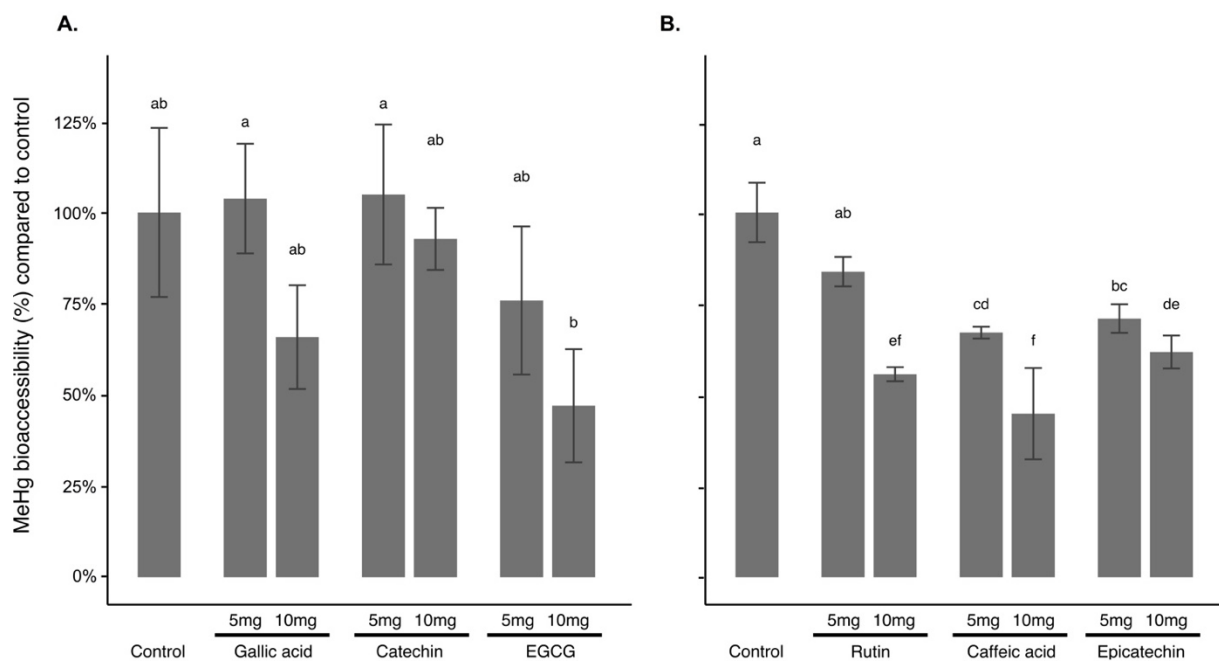 A.
MeHg bioaccessibility (%) compared to control
125%
100%
75%
50%
25%
0%
ab
a
ab
a
ab
ab
b
5mg 10mg 5mg 10mg 5mg 10mg
Control Gallic acid Catechin EGCG
B.
a
ab
ef
cd
f
bc
de
5mg 10mg 5mg 10mg 5mg 10mg
Control Rutin Caffeic acid Epicatechin